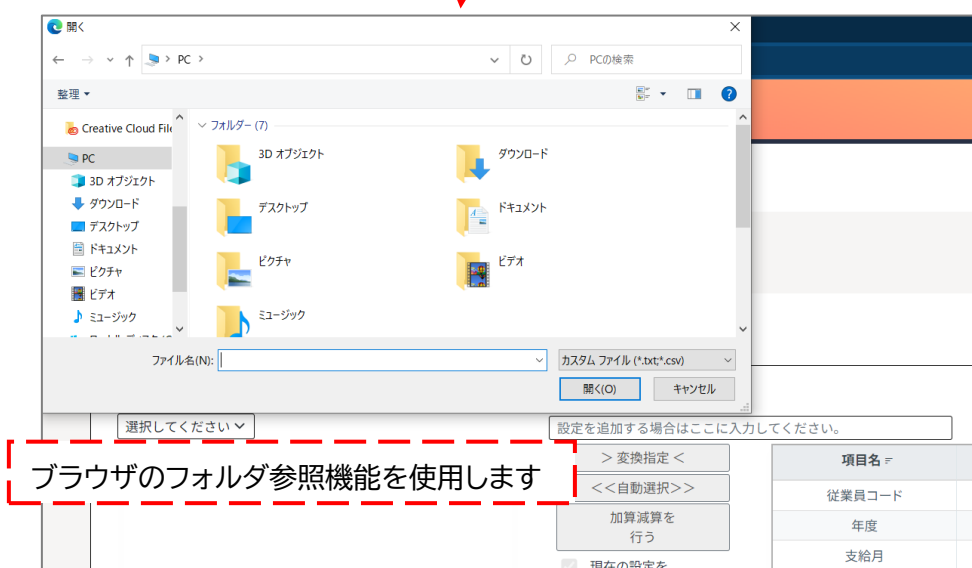 開く
PC
PCの検索
整理
Creative Cloud File
PC
3D オブジェクト
ダウンロード
デスクトップ
ドキュメント
ピクチャ
ビデオ
ミュージック
フォルダー (7)
3D オブジェクト
ダウンロード
デスクトップ
ドキュメント
ピクチャ
ビデオ
ミュージック
ファイル名(N):
カスタム ファイル (*.txt;*.csv)
開く(O)
キャンセル
選択してください
設定を追加する場合はここに入力してください。
ブラウザのフォルダ参照機能を使用します
＞変換指定＜
<<自動選択>>
加算減算を
行う
現在の設定を
項目名
従業員コード
年度
支給月